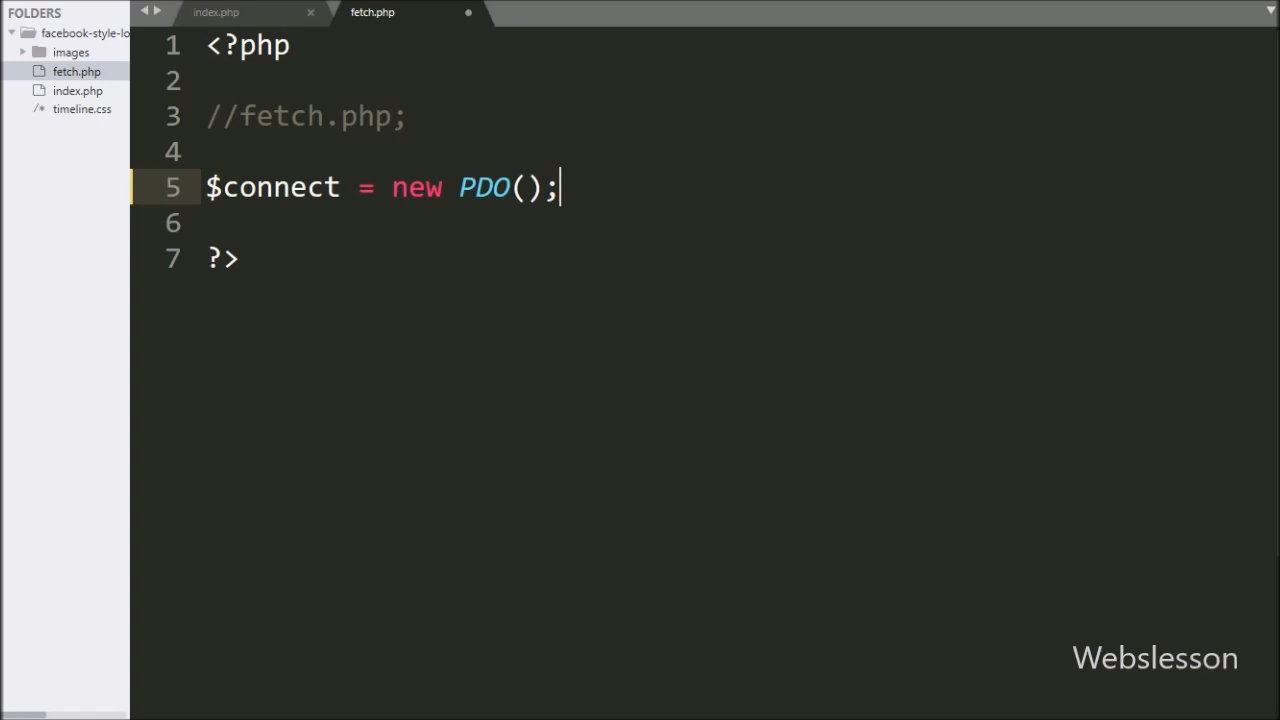 FOLDERS
facebook-style-lo
images
fetch.php
index.php
/* timeline.css
index.php ×
fetch.php
1 <?php
2
3 //fetch.php;
4
5 $connect = new PDO();
6
7 ?>
Webslesson